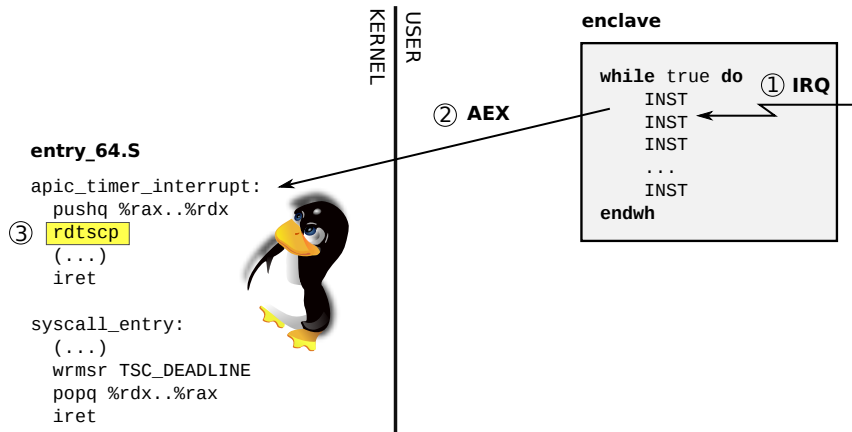 KERNEL
USER
enclave
while true do
INST
① IRQ
INST
INST
...
INST
endwh
② AEX
entry_64.S
apic_timer_interrupt:
pushq %rax..%rdx
③ rdtscp
(...)
iret
syscall_entry:
(...)
wrmsr TSC_DEADLINE
popq %rdx..%rax
iret